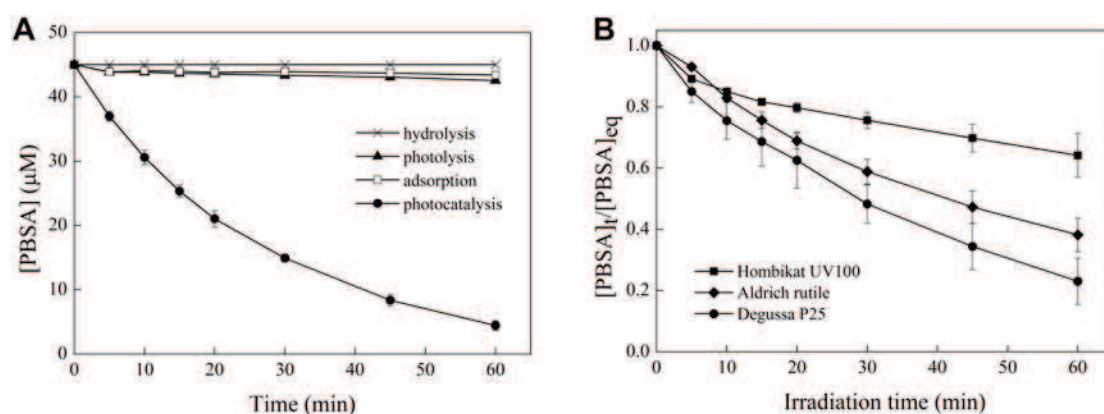 A
[PBSA] (μM)
50
40
30
20
10
0
hydrolysis
photolysis
adsorption
photocatalysis
0 10 20 30 40 50 60
Time (min)
B
[PBSA]t/[PBSA]eq
1.0
0.8
0.6
0.4
0.2
0.0
Hombikat UV100
Aldrich rutile
Degussa P25
0 10 20 30 40 50 60
Irradiation time (min)